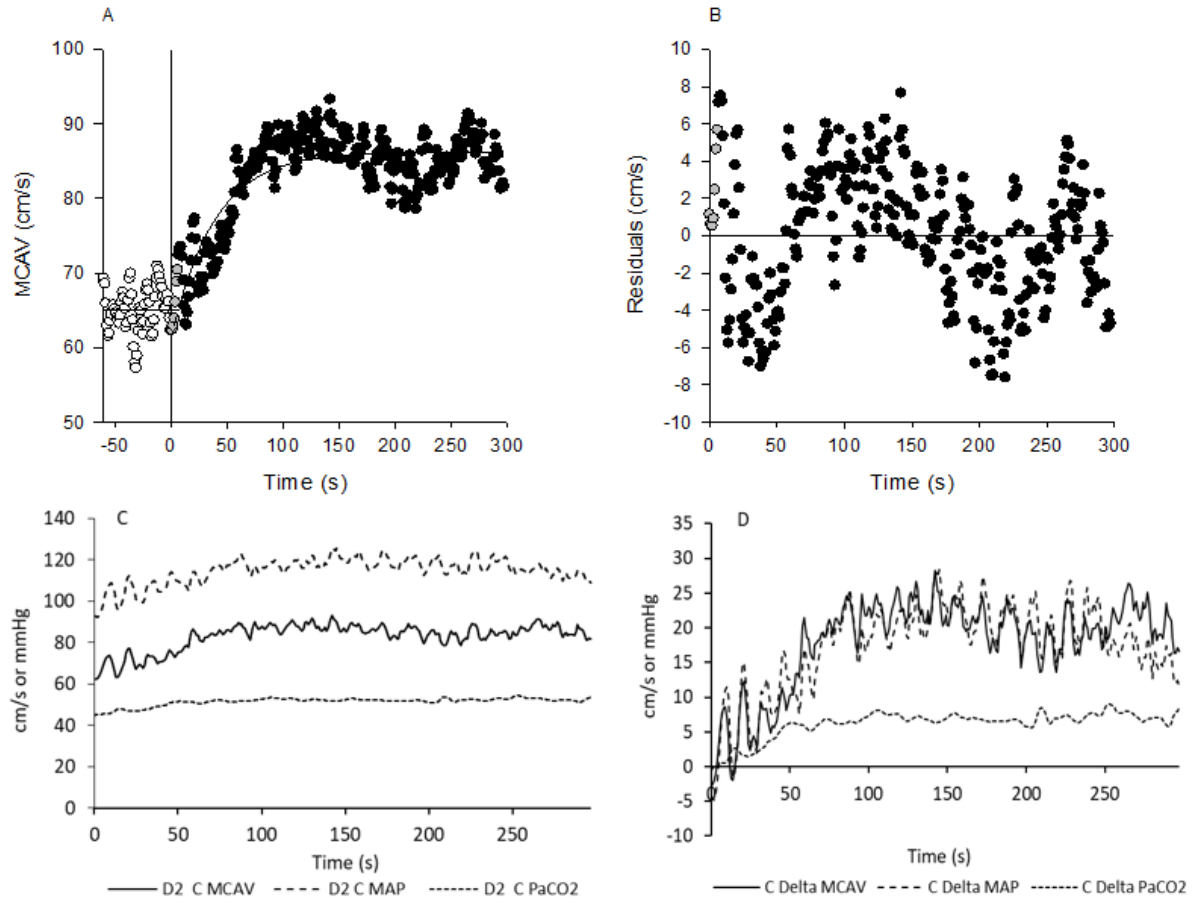 A
B
100
90
80
70
60
50
MCAV (cm/s)
-50 0 50 100 150 200 250 300
Time (s)
10
8
6
4
2
0
-2
-4
-6
-8
-10
Residuals (cm/s)
0 50 100 150 200 250 300
Time (s)
C
140
120
100
80
60
40
20
0
cm/s or mmHg
0 50 100 150 200 250
Time (s)
D2 C MCAV D2 C MAP D2 C PaCO2
D
35
30
25
20
15
10
5
0
-5
-10
cm/s or mmHg
0 50 100 150 200 250
Time (s)
C Delta MCAV C Delta MAP C Delta PaCO2